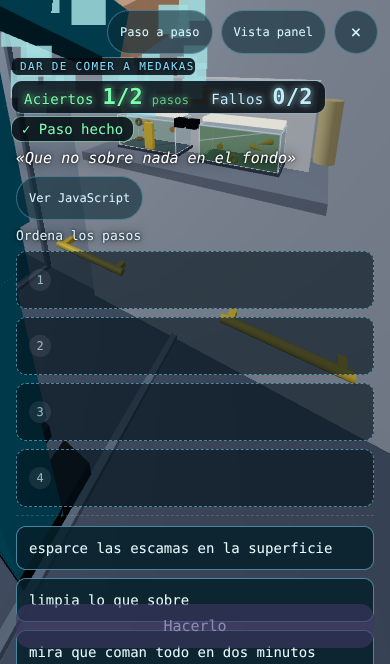 Paso a paso
Vista panel
×
DAR DE COMER A MEDAKAS
Aciertos 1/2 pasos Fallos 0/2
✓ Paso hecho
«Que no sobre nada en el fondo»
Ver JavaScript
Ordena los pasos
1
2
3
4
esparce las escamas en la superficie
limpia lo que sobre
Hacerlo
mira que coman todo en dos minutos